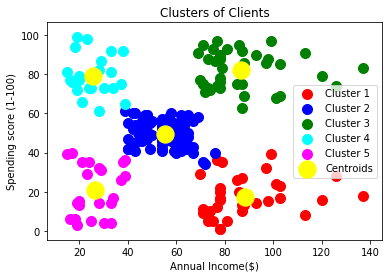 Clusters of Clients
100
80
60
40
20
0
Spending score (1-100)
Cluster 1
Cluster 2
Cluster 3
Cluster 4
Cluster 5
Centroids
20
40
60
80
100
120
140
Annual Income($)